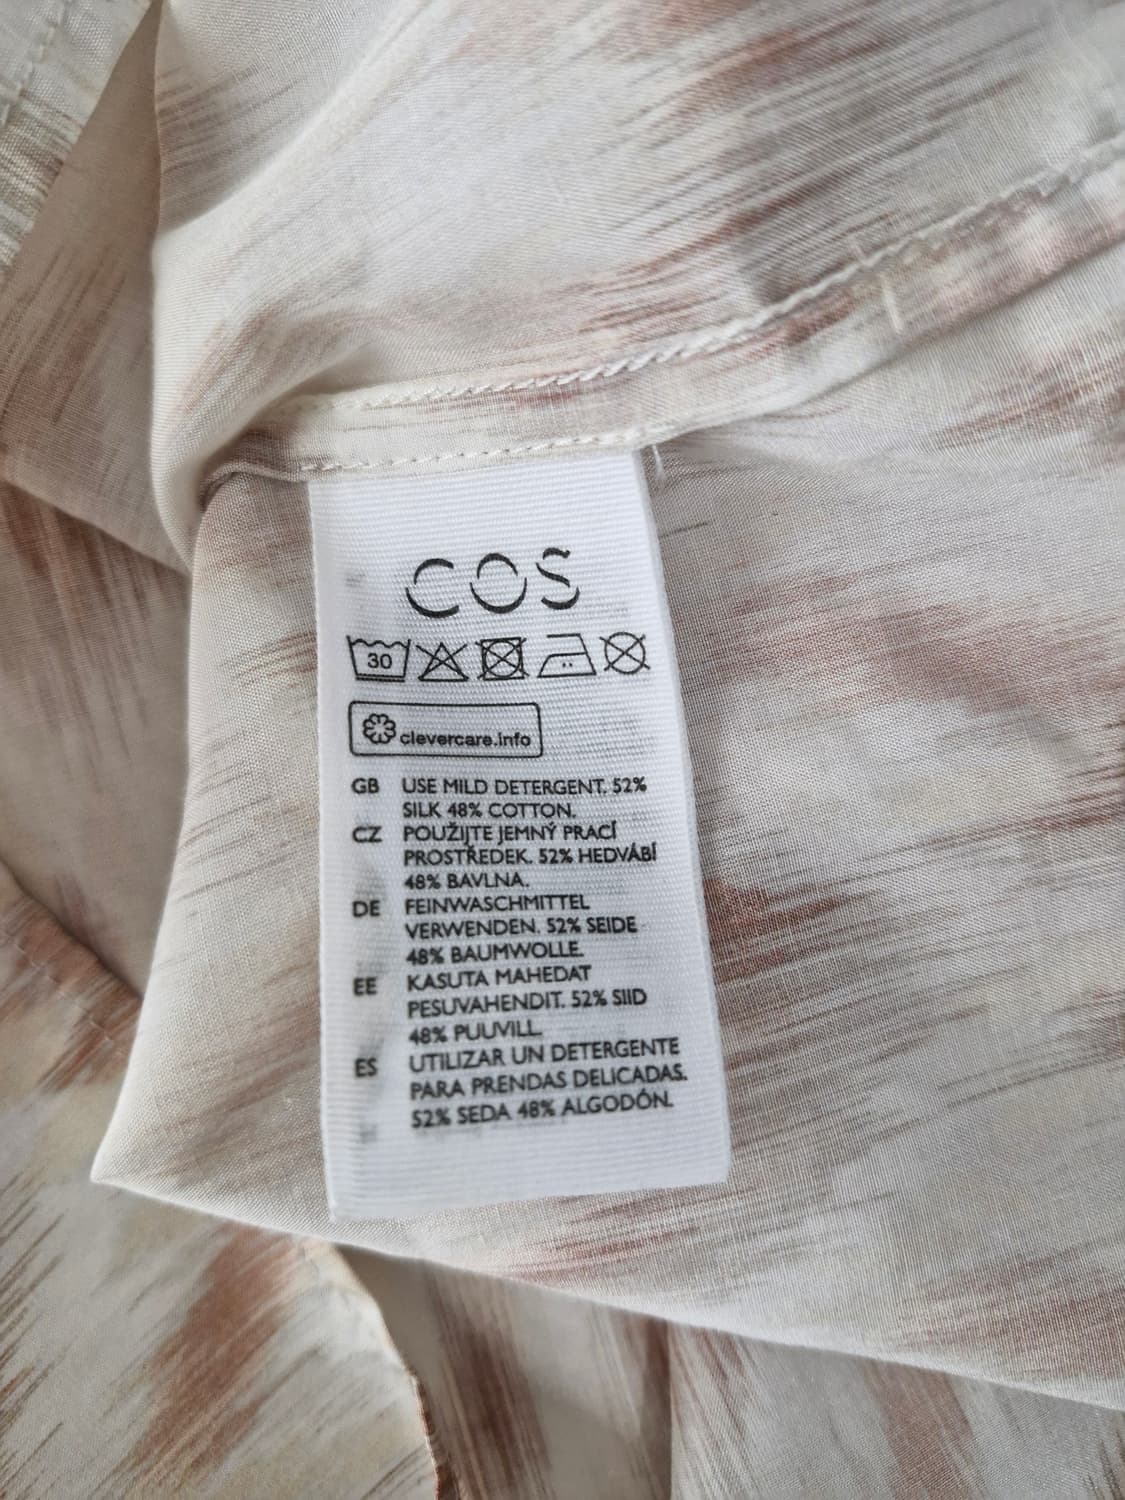 COS
30
clevercare.info
GB USE MILD DETERGENT. 52%
SILK 48% COTTON.
CZ POUŽIJTE JEMNÝ PRACÍ
PROSTŘEDEK. 52% HEDVÁBÍ
48% BAVLNA.
DE FEINWASCHMITTEL
VERWENDEN. 52% SEIDE
48% BAUMWOLLE.
EE KASUTA MAHEDAT
PESUVAHENDIT. 52% SIID
48% PUUVILL.
ES UTILIZAR UN DETERGENTE
PARA PRENDAS DELICADAS.
52% SEDA 48% ALGODÓN.